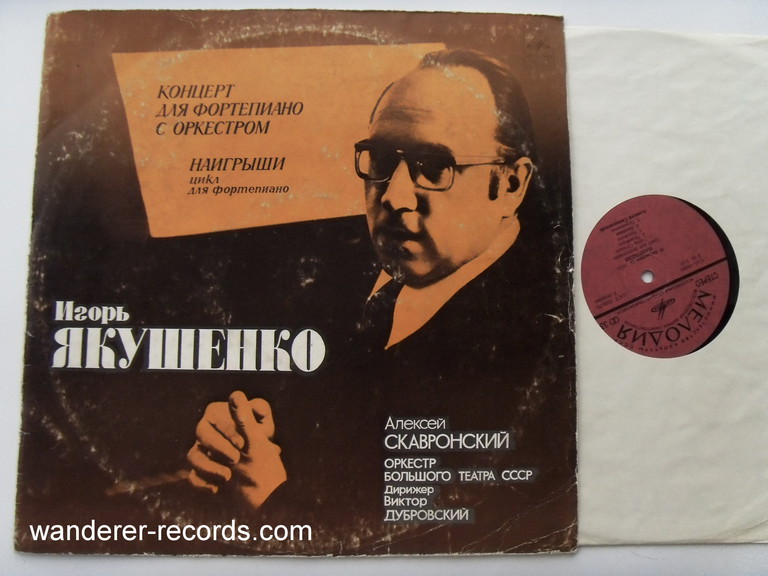 КОНЦЕРТ
ДЛЯ ФОРТЕПИАНО
С ОРКЕСТРОМ
НАИГРЫШИ
цикл
для фортепиано
Игорь
ЯКУШЕНКО
Алексей
СКАВРОНСКИЙ
ОРКЕСТР
БОЛЬШОГО ТЕАТРА СССР
Дирижер
Виктор
ДУБРОВСКИЙ
wanderer-records.com
МЕЛОДИЯ
СТЕРЕО